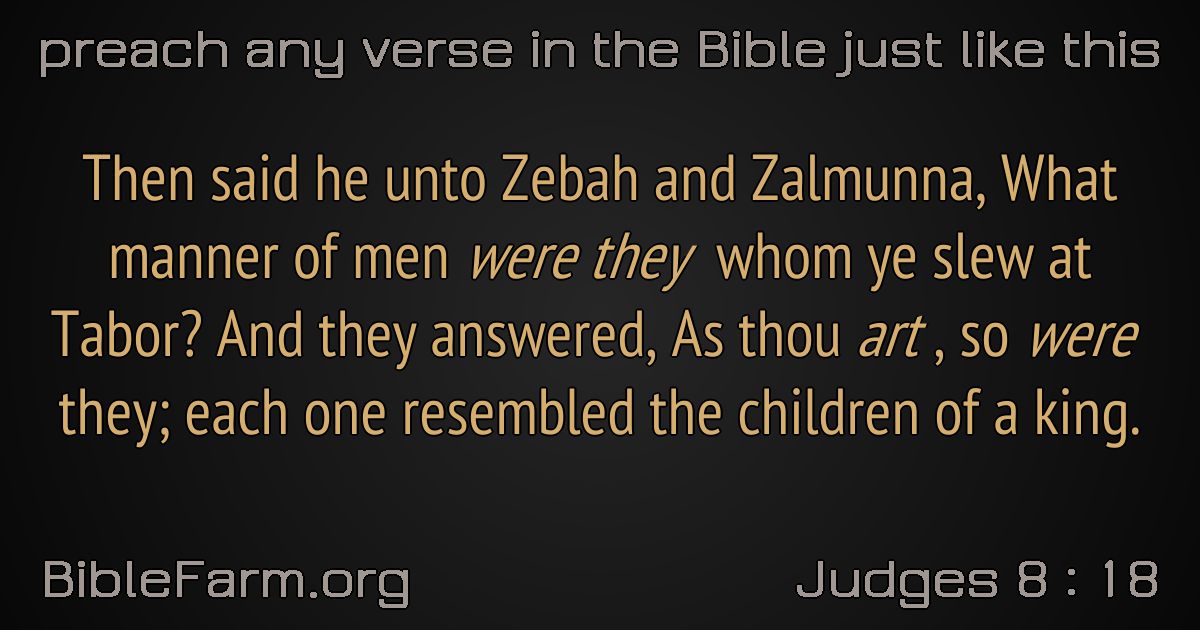 preach any verse in the Bible just like this
Then said he unto Zebah and Zalmunna, What
manner of men were they whom ye slew at
Tabor? And they answered, As thou art , so were
they; each one resembled the children of a king.
BibleFarm.org
Judges 8 : 18